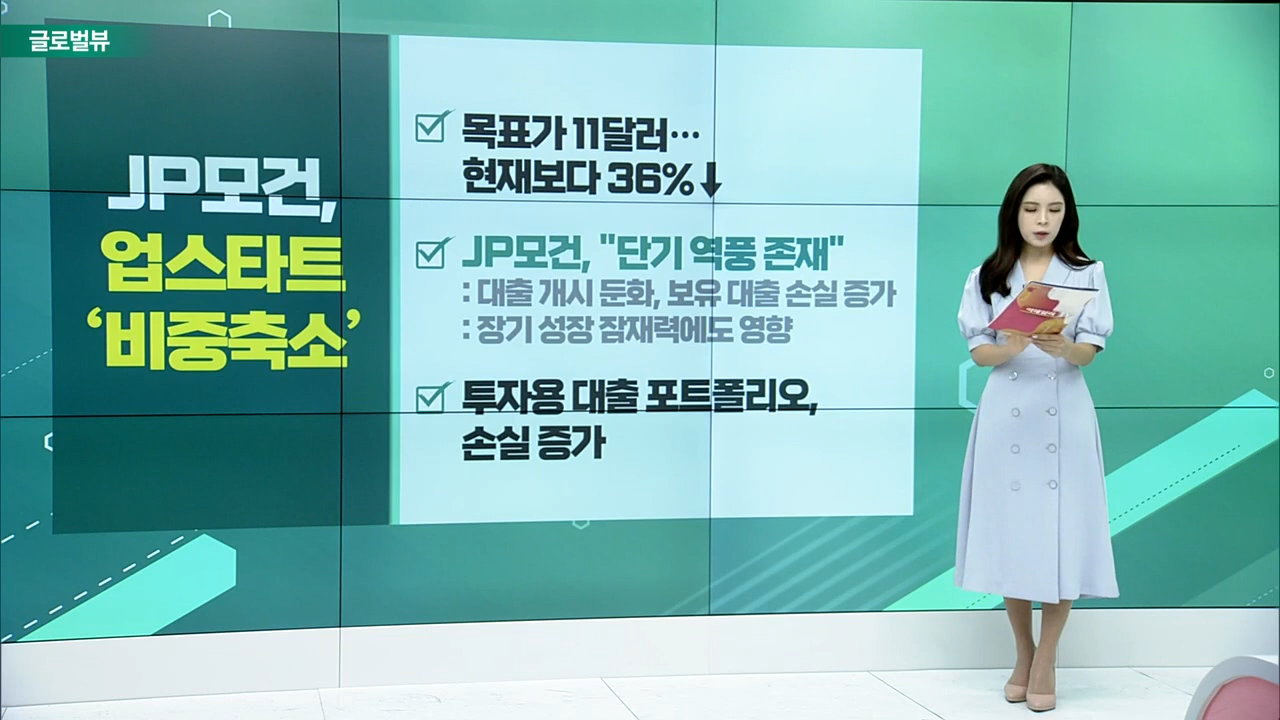 글로벌뷰
JP모건,
업스타트
‘비중축소’
목표가 11달러…
현재보다 36%↓
JP모건, "단기 역풍 존재"
: 대출 개시 둔화, 보유 대출 손실 증가
: 장기 성장 잠재력에도 영향
투자용 대출 포트폴리오,
손실 증가